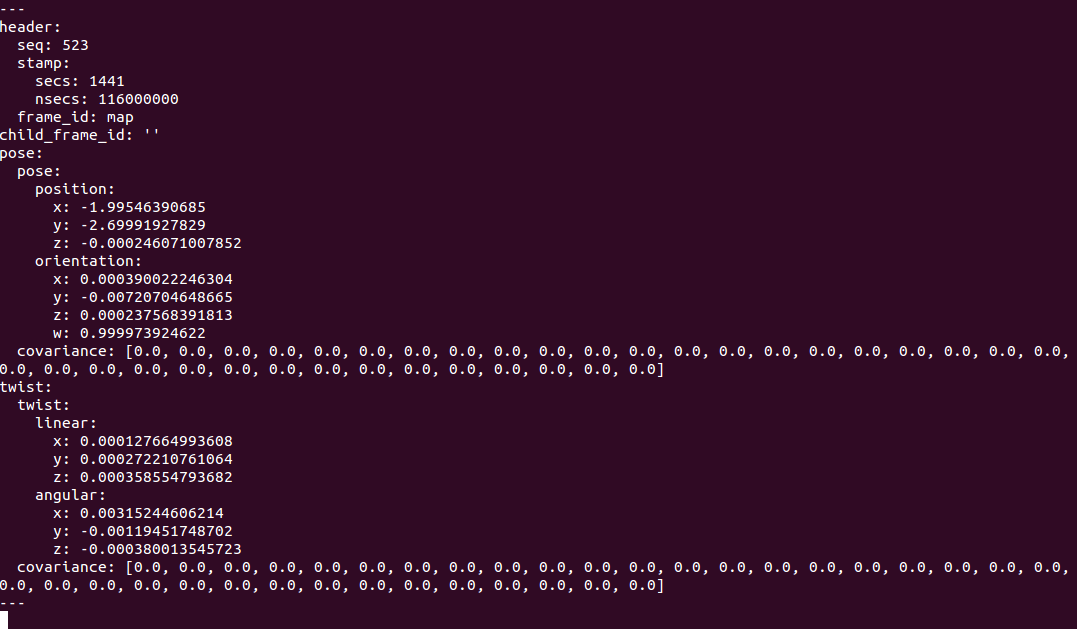 ---
header:
  seq: 523
  stamp:
    secs: 1441
    nsecs: 116000000
  frame_id: map
child_frame_id: ''
pose:
  pose:
    position:
      x: -1.99546390685
      y: -2.69991927829
      z: -0.000246071007852
    orientation:
      x: 0.000390022246304
      y: -0.00720704648665
      z: 0.000237568391813
      w: 0.999973924622
  covariance: [0.0, 0.0, 0.0, 0.0, 0.0, 0.0, 0.0, 0.0, 0.0, 0.0, 0.0, 0.0, 0.0, 0.0, 0.0, 0.0, 0.0, 0.0, 0.0, 0.0, 0.0,
0.0, 0.0, 0.0, 0.0, 0.0, 0.0, 0.0, 0.0, 0.0, 0.0, 0.0, 0.0, 0.0, 0.0, 0.0]
twist:
  twist:
    linear:
      x: 0.000127664993608
      y: 0.000272210761064
      z: 0.000358554793682
    angular:
      x: 0.00315244606214
      y: -0.00119451748702
      z: -0.000380013545723
  covariance: [0.0, 0.0, 0.0, 0.0, 0.0, 0.0, 0.0, 0.0, 0.0, 0.0, 0.0, 0.0, 0.0, 0.0, 0.0, 0.0, 0.0, 0.0, 0.0, 0.0, 0.0,
0.0, 0.0, 0.0, 0.0, 0.0, 0.0, 0.0, 0.0, 0.0, 0.0, 0.0, 0.0, 0.0, 0.0, 0.0]
---